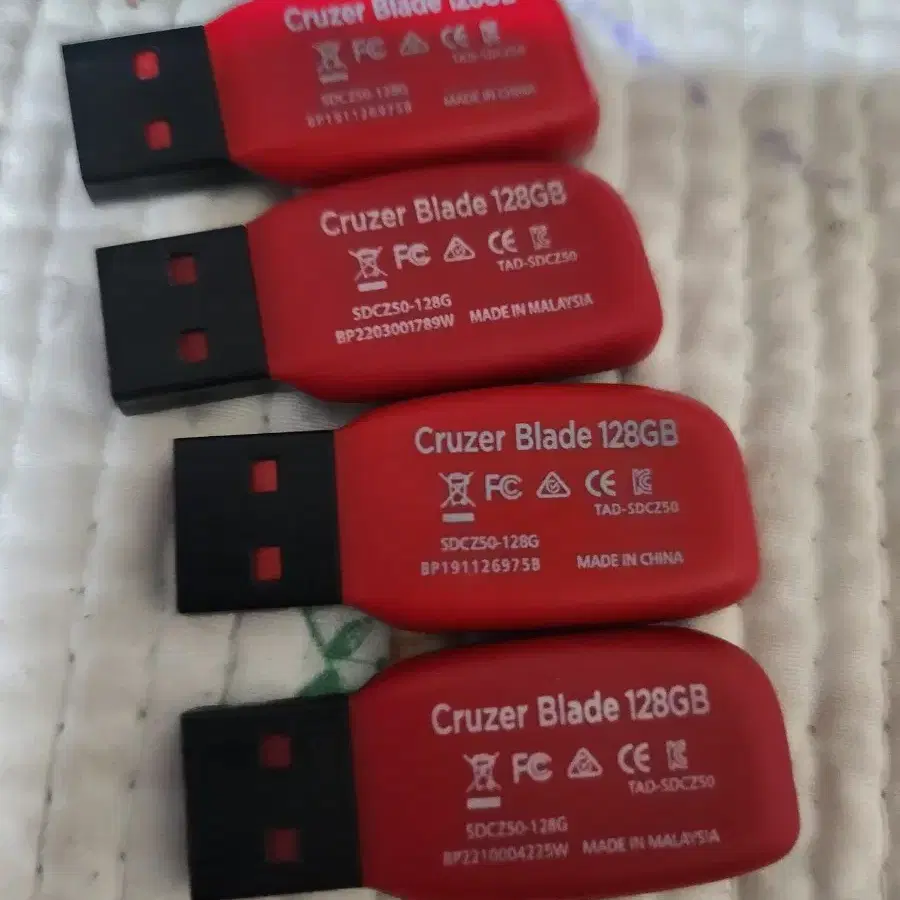 Cruzer Blade 128GB
FC CE
TAD-SDCZ50
SDCZ50-128G
BP191126975B MADE IN CHINA
Cruzer Blade 128GB
FC CE
TAD-SDCZ50
SDCZ50-128G
BP2203001789W MADE IN MALAYSIA
Cruzer Blade 128GB
FC CE
TAD-SDCZ50
SDCZ50-128G
BP191126975B MADE IN CHINA
Cruzer Blade 128GB
FC CE
TAD-SDCZ50
SDCZ50-128G
BP2210004225W MADE IN MALAYSIA